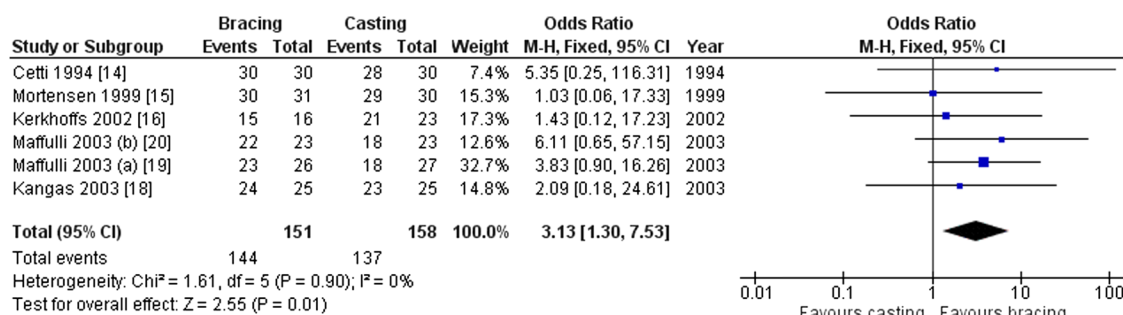 Bracing Casting Odds Ratio Odds Ratio
Study or Subgroup Events Total Events Total Weight M-H, Fixed, 95% CI Year M-H, Fixed, 95% CI
Cetti 1994 [14] 30 30 28 30 7.4% 5.35 [0.25, 116.31] 1994
Mortensen 1999 [15] 30 31 29 30 15.3% 1.03 [0.06, 17.33] 1999
Kerkhoffs 2002 [16] 15 16 21 23 17.3% 1.43 [0.12, 17.23] 2002
Maffulli 2003 (b) [20] 22 23 18 23 12.6% 6.11 [0.65, 57.15] 2003
Maffulli 2003 (a) [19] 23 26 18 27 32.7% 3.83 [0.90, 16.26] 2003
Kangas 2003 [18] 24 25 23 25 14.8% 2.09 [0.18, 24.61] 2003
Total (95% CI) 151 158 100.0% 3.13 [1.30, 7.53]
Total events 144 137
Heterogeneity: Chi² = 1.61, df = 5 (P = 0.90); I² = 0%
Test for overall effect: Z = 2.55 (P = 0.01)
0.01 0.1 1 10 100
Favours casting Favours bracing